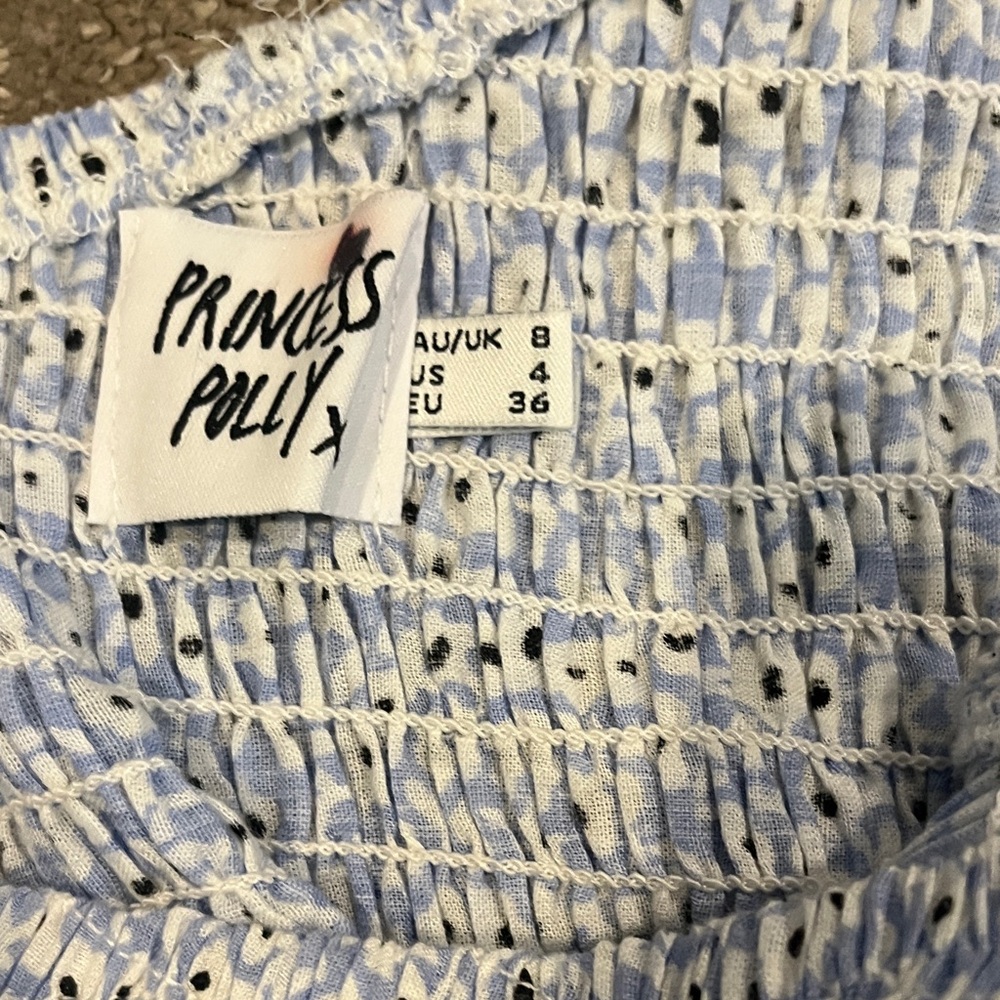 PRINCESS
POLLY x
AU/UK 8
US 4
EU 36